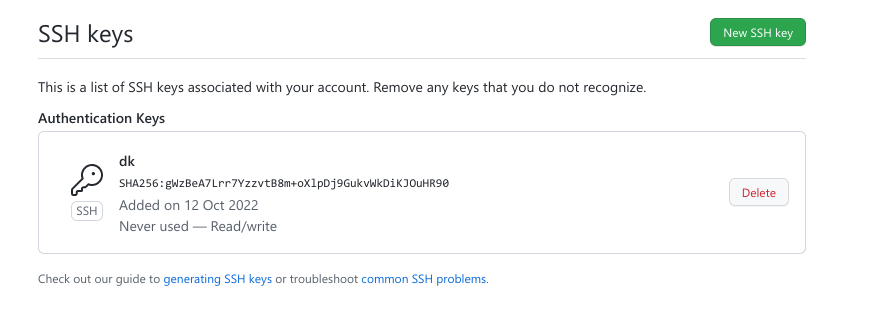 SSH keys
New SSH key
This is a list of SSH keys associated with your account. Remove any keys that you do not recognize.
Authentication Keys
dk
SHA256:gWzBeA7Lrr7YzzvtB8m+oXlpDj9GukvWkDiKJOuHR90
SSH
Added on 12 Oct 2022
Never used — Read/write
Delete
Check out our guide to generating SSH keys or troubleshoot common SSH problems.